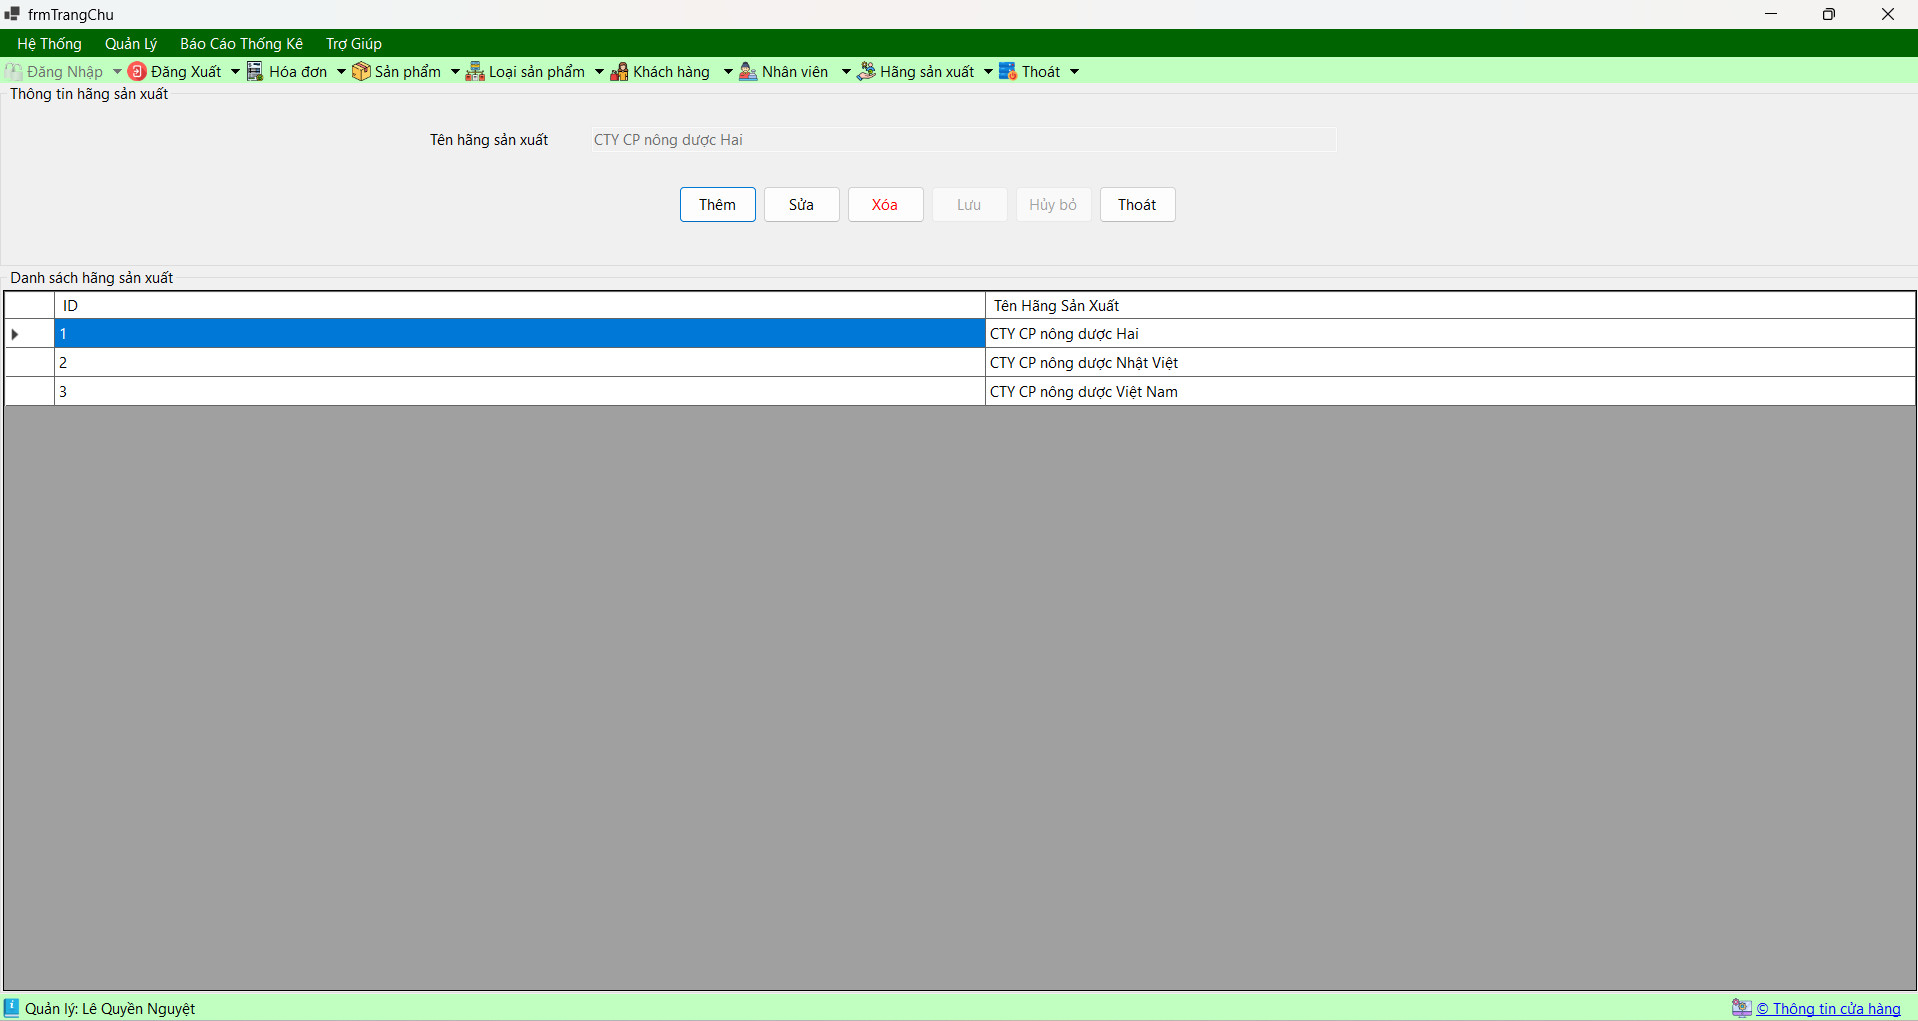 frmTrangChu
Hệ Thống Quản Lý Báo Cáo Thống Kê Trợ Giúp
Đăng Nhập Đăng Xuất Hóa đơn Sản phẩm Loại sản phẩm Khách hàng Nhân viên Hãng sản xuất Thoát
Thông tin hãng sản xuất
Tên hãng sản xuất CTY CP nông dược Hai
Thêm Sửa Xóa Lưu Hủy bỏ Thoát
Danh sách hãng sản xuất
ID Tên Hãng Sản Xuất
1 CTY CP nông dược Hai
2 CTY CP nông dược Nhật Việt
3 CTY CP nông dược Việt Nam
Quản lý: Lê Quyền Nguyệt © Thông tin cửa hàng